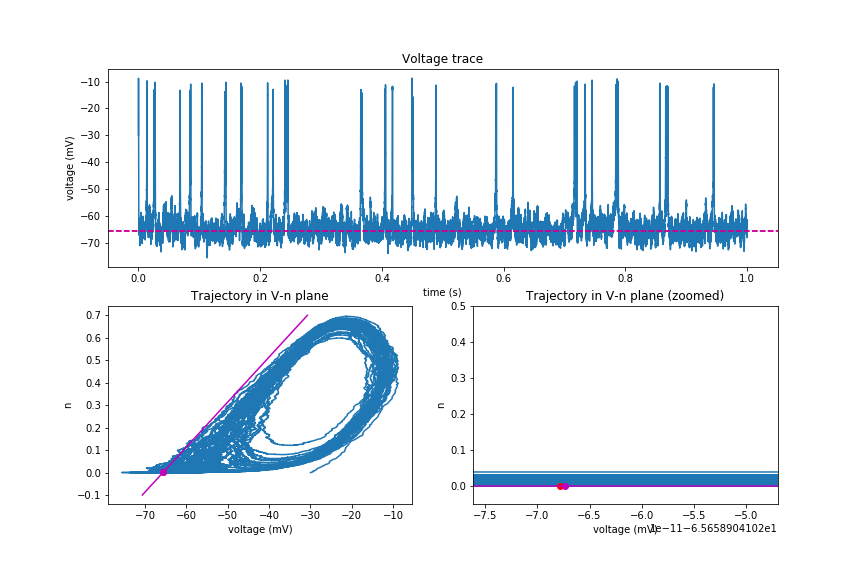 Voltage trace
voltage (mV)
−10
−20
−30
−40
−50
−60
−70
0.0 0.2 0.4 0.6 0.8 1.0
time (s)
Trajectory in V-n plane
n
0.7
0.6
0.5
0.4
0.3
0.2
0.1
0.0
−0.1
−70 −60 −50 −40 −30 −20 −10
voltage (mV)
Trajectory in V-n plane (zoomed)
n
0.5
0.4
0.3
0.2
0.1
0.0
−7.5 −7.0 −6.5 −6.0 −5.5 −5.0
voltage (mV)
1e−11−6.5658904102e1